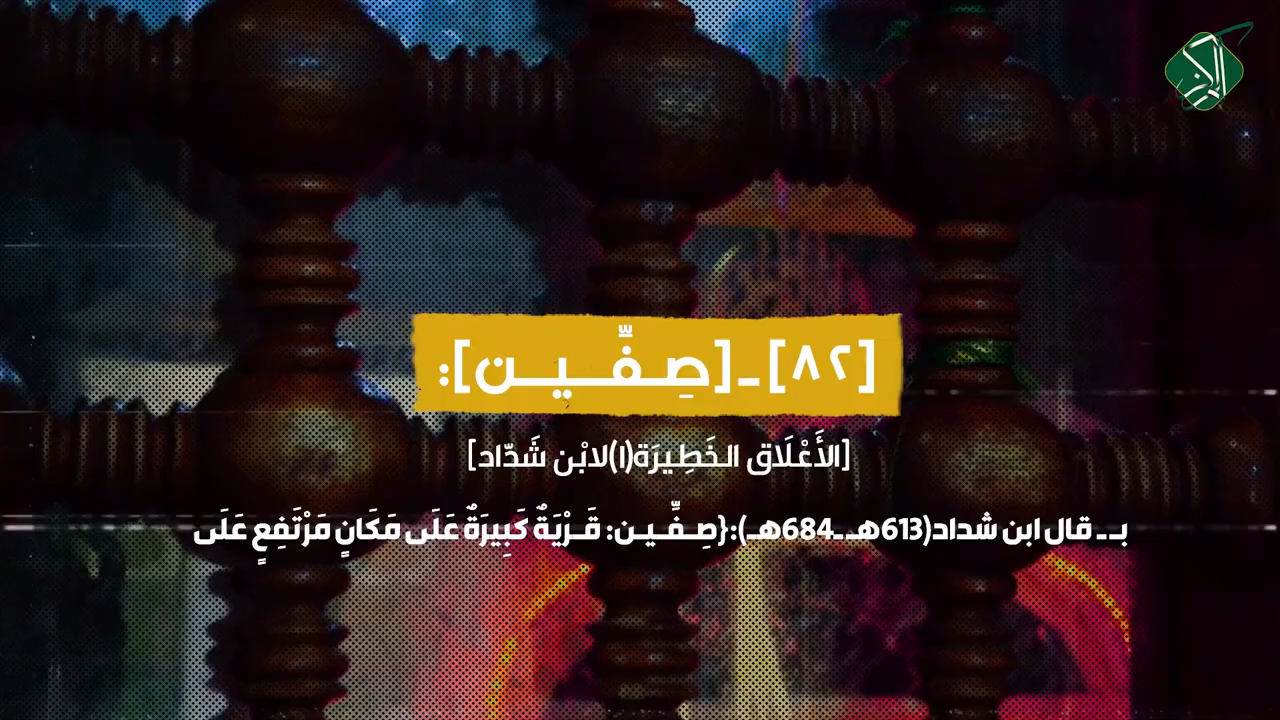 [٨٢] ـ [صِـفِّـيـن]:
[الأَعْلَاق الخَطِيرَة(١)لابْن شَدّاد]
بـ ـ قال ابن شداد(613هـ ـ684هـ):{صِـفِّـيـن: قَـرْيَةٌ كَبِيرَةٌ عَلَى مَكَانٍ مَرْتَفِعٍ عَلَى